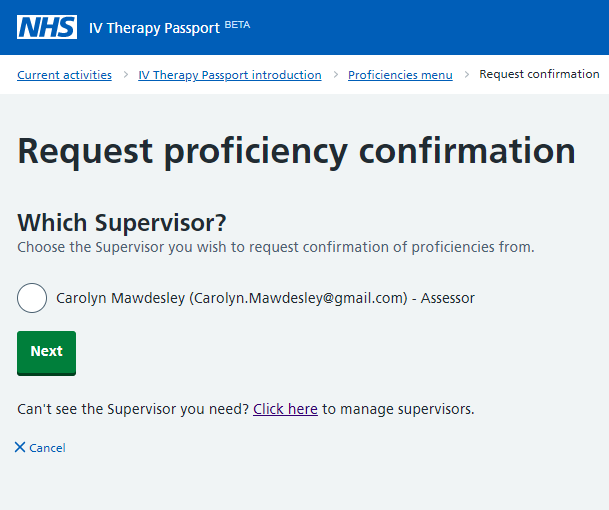 NHS IV Therapy Passport BETA
Current activities > IV Therapy Passport introduction > Proficiencies menu > Request confirmation
Request proficiency confirmation
Which Supervisor?
Choose the Supervisor you wish to request confirmation of proficiencies from.
Carolyn Mawdesley (Carolyn.Mawdesley@gmail.com) - Assessor
Next
Can't see the Supervisor you need? Click here to manage supervisors.
Cancel